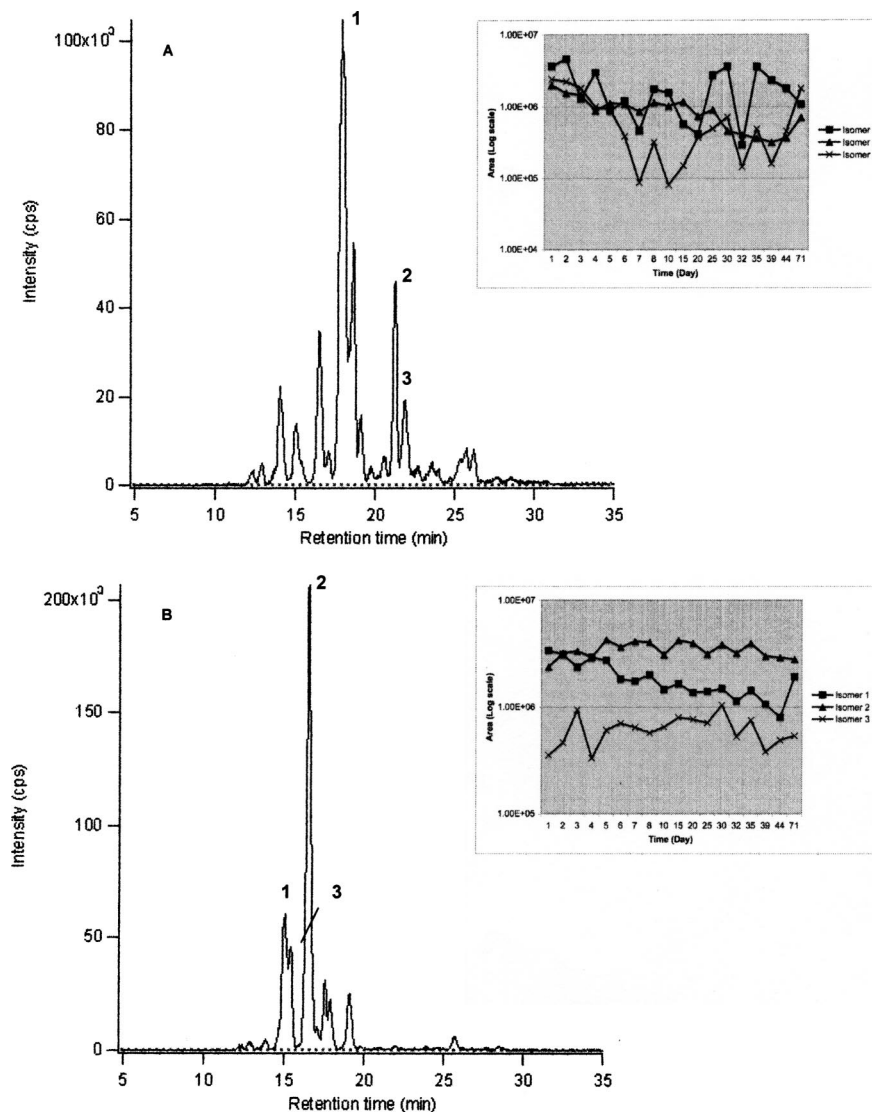 A
1
2
3
100x10³
80
60
40
20
0
Intensity (cps)
5 10 15 20 25 30 35
Retention time (min)
1.00E+07
1.00E+06
1.00E+05
1.00E+04
Area (Log scale)
1 2 3 4 5 6 7 8 10 15 20 25 30 32 35 39 44 71
Time (Day)
Isomer
Isomer
Isomer
B
2
1
3
200x10³
150
100
50
0
Intensity (cps)
5 10 15 20 25 30 35
Retention time (min)
1.00E+07
1.00E+06
1.00E+05
Area (Log scale)
1 2 3 4 5 6 7 8 10 15 20 25 30 32 35 39 44 71
Time (Day)
Isomer 1
Isomer 2
Isomer 3